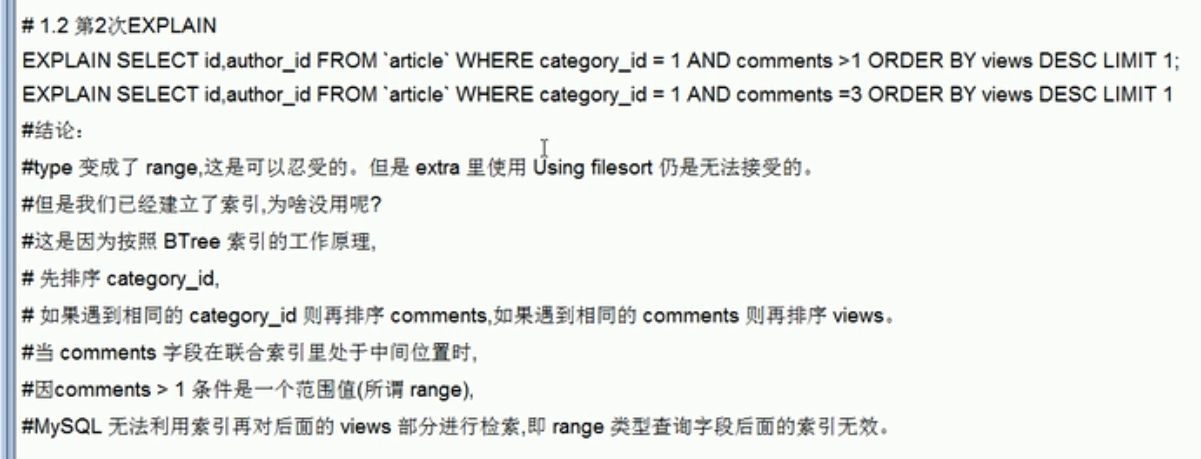 # 1.2 第2次EXPLAIN
EXPLAIN SELECT id,author_id FROM `article` WHERE category_id = 1 AND comments >1 ORDER BY views DESC LIMIT 1;
EXPLAIN SELECT id,author_id FROM `article` WHERE category_id = 1 AND comments =3 ORDER BY views DESC LIMIT 1
#结论：
#type 变成了 range,这是可以忍受的。但是 extra 里使用 Using filesort 仍是无法接受的。
#但是我们已经建立了索引,为啥没用呢?
#这是因为按照 BTree 索引的工作原理,
# 先排序 category_id,
# 如果遇到相同的 category_id 则再排序 comments,如果遇到相同的 comments 则再排序 views。
#当 comments 字段在联合索引里处于中间位置时,
#因comments > 1 条件是一个范围值(所谓 range),
#MySQL 无法利用索引再对后面的 views 部分进行检索,即 range 类型查询字段后面的索引无效。